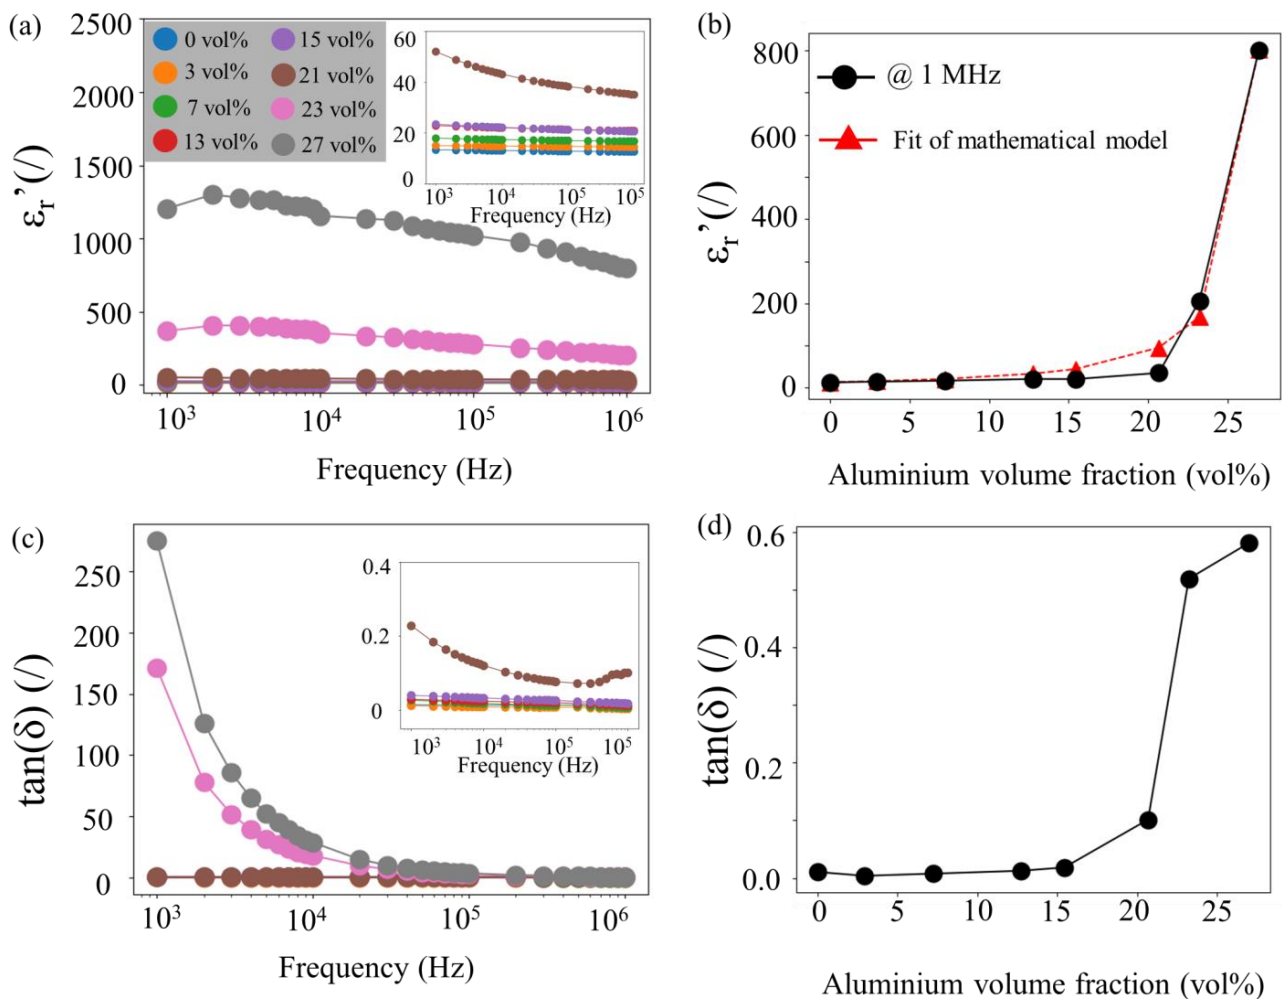 (a)
εr’(/)
2500
2000
1500
1000
500
0
0 vol%
3 vol%
7 vol%
13 vol%
15 vol%
21 vol%
23 vol%
27 vol%
60
40
20
0
10³ 10⁴ 10⁵ 10⁵
Frequency (Hz)
10³ 10⁴ 10⁵ 10⁶
Frequency (Hz)
(b)
εr’(/)
800
600
400
200
0
@ 1 MHz
Fit of mathematical model
0 5 10 15 20 25
Aluminium volume fraction (vol%)
(c)
tan(δ) (/)
250
200
150
100
50
0
0.4
0.2
0
10³ 10⁴ 10⁵ 10⁵
Frequency (Hz)
10³ 10⁴ 10⁵ 10⁶
Frequency (Hz)
(d)
tan(δ) (/)
0.6
0.4
0.2
0.0
0 5 10 15 20 25
Aluminium volume fraction (vol%)